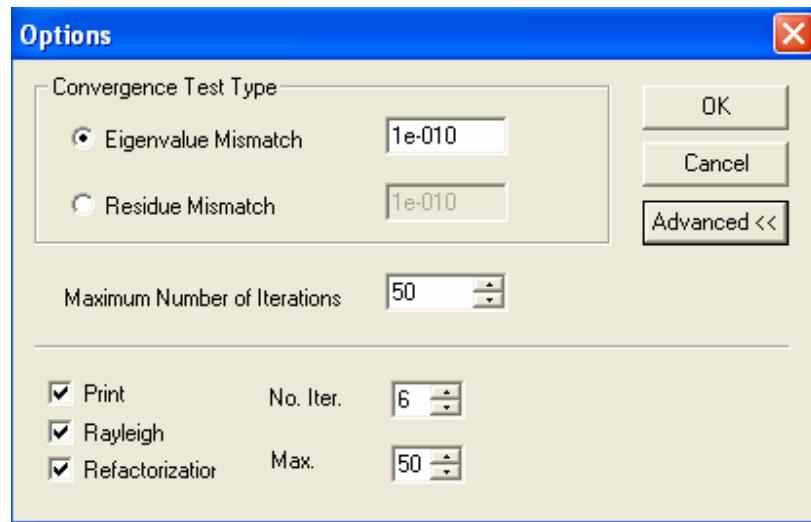 Options
Convergence Test Type
Eigenvalue Mismatch 1e-010
Residue Mismatch 1e-010
OK
Cancel
Advanced <<
Maximum Number of Iterations 50
Print
Rayleigh
Refactorizatior
No. Iter. 6
Max. 50